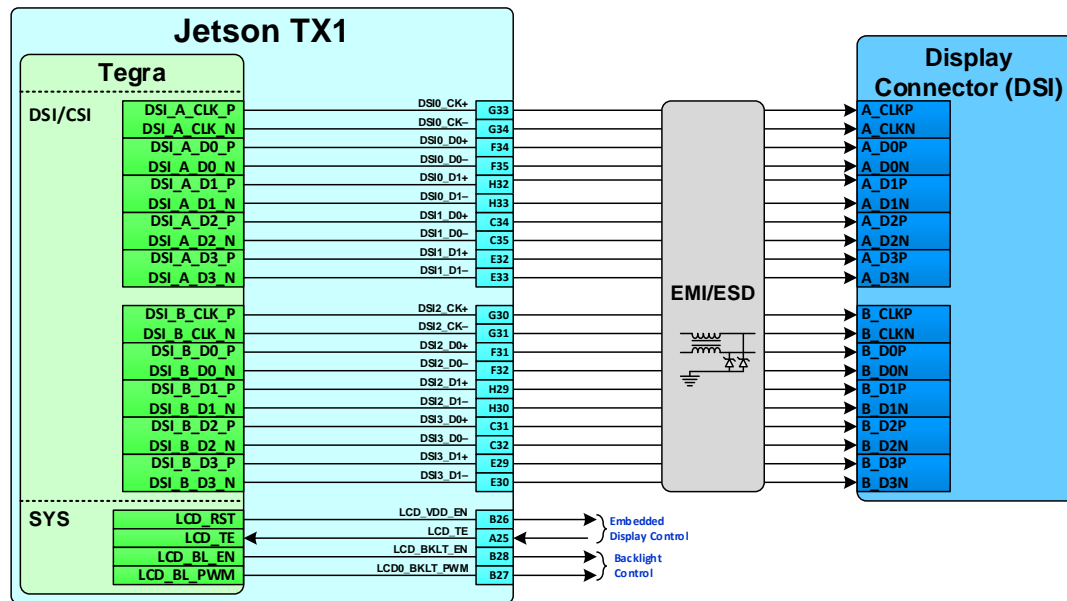 Jetson TX1
Tegra
Display
Connector (DSI)
DSI/CSI
DSI_A_CLK_P DSI0_CK+ G33 A_CLKP
DSI_A_CLK_N DSI0_CK– G34 A_CLKN
DSI_A_D0_P DSI0_D0+ F34 A_D0P
DSI_A_D0_N DSI0_D0– F35 A_D0N
DSI_A_D1_P DSI0_D1+ H32 A_D1P
DSI_A_D1_N DSI0_D1– H33 A_D1N
DSI_A_D2_P DSI1_D0+ C34 A_D2P
DSI_A_D2_N DSI1_D0– C35 A_D2N
DSI_A_D3_P DSI1_D1+ E32 A_D3P
DSI_A_D3_N DSI1_D1– E33 A_D3N
EMI/ESD
DSI_B_CLK_P DSI2_CK+ G30 B_CLKP
DSI_B_CLK_N DSI2_CK– G31 B_CLKN
DSI_B_D0_P DSI2_D0+ F31 B_D0P
DSI_B_D0_N DSI2_D0– F32 B_D0N
DSI_B_D1_P DSI2_D1+ H29 B_D1P
DSI_B_D1_N DSI2_D1– H30 B_D1N
DSI_B_D2_P DSI3_D0+ C31 B_D2P
DSI_B_D2_N DSI3_D0– C32 B_D2N
DSI_B_D3_P DSI3_D1+ E29 B_D3P
DSI_B_D3_N DSI3_D1– E30 B_D3N
SYS
LCD_RST LCD_VDD_EN B26
LCD_TE LCD_TE A25
LCD_BL_EN LCD_BKLT_EN B28
LCD_BL_PWM LCD0_BKLT_PWM B27
Embedded
Display Control
Backlight
Control